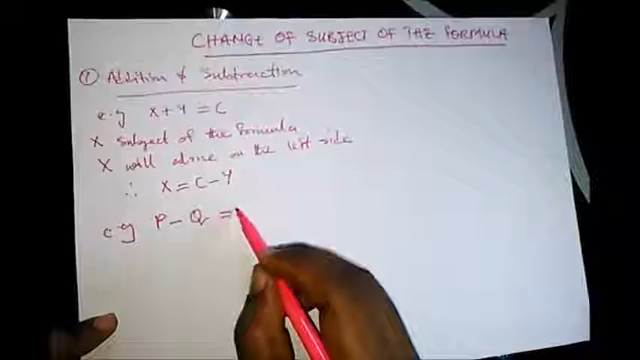 CHANGE OF SUBJECT OF THE FORMULA
① Addition & Subtraction
e.g X + Y = C
X Subject of the formula
X will alone on the left side
∴ X = C - Y
e.g P - Q =